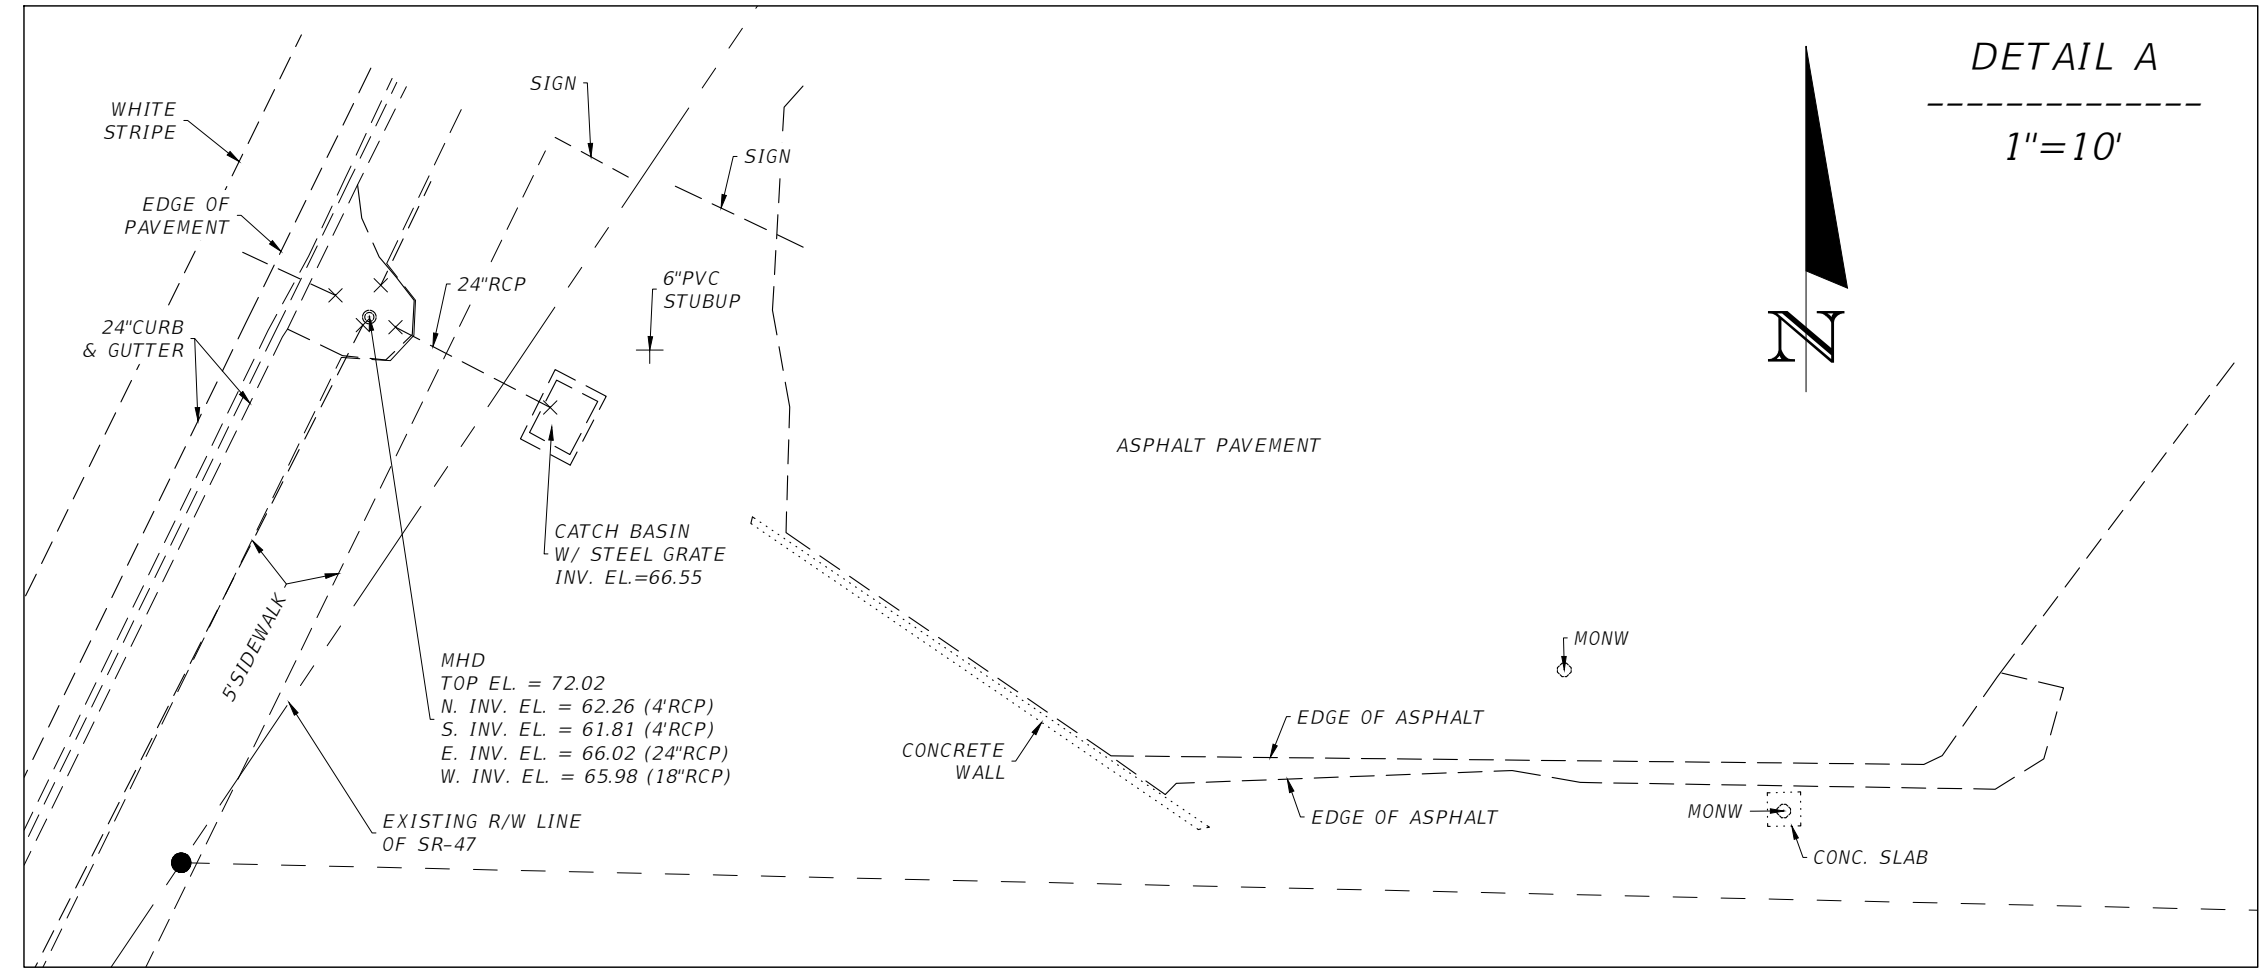 DETAIL A
1"=10'
SIGN
WHITE
STRIPE
SIGN
EDGE OF
PAVEMENT
24"RCP
6"PVC
STUBUP
N
24"CURB
& GUTTER
ASPHALT PAVEMENT
CATCH BASIN
W/ STEEL GRATE
INV. EL.=66.55
5'SIDEWALK
MONW
MHD
TOP EL. = 72.02
N. INV. EL. = 62.26 (4'RCP)
S. INV. EL. = 61.81 (4'RCP)
E. INV. EL. = 66.02 (24"RCP)
W. INV. EL. = 65.98 (18"RCP)
EDGE OF ASPHALT
CONCRETE
WALL
EXISTING R/W LINE
OF SR-47
EDGE OF ASPHALT
MONW
CONC. SLAB